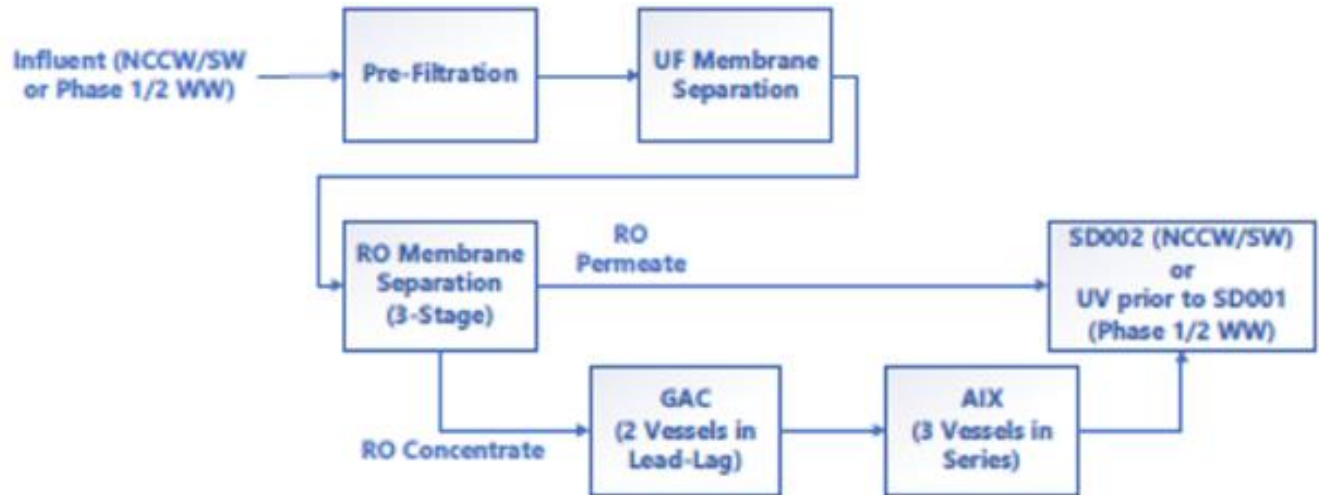 Influent (NCCW/SW
or Phase 1/2 WW)
Pre-Filtration
UF Membrane
Separation
RO Membrane
Separation
(3-Stage)
RO
Permeate
SD002 (NCCW/SW)
or
UV prior to SD001
(Phase 1/2 WW)
RO Concentrate
GAC
(2 Vessels in
Lead-Lag)
AIX
(3 Vessels in
Series)